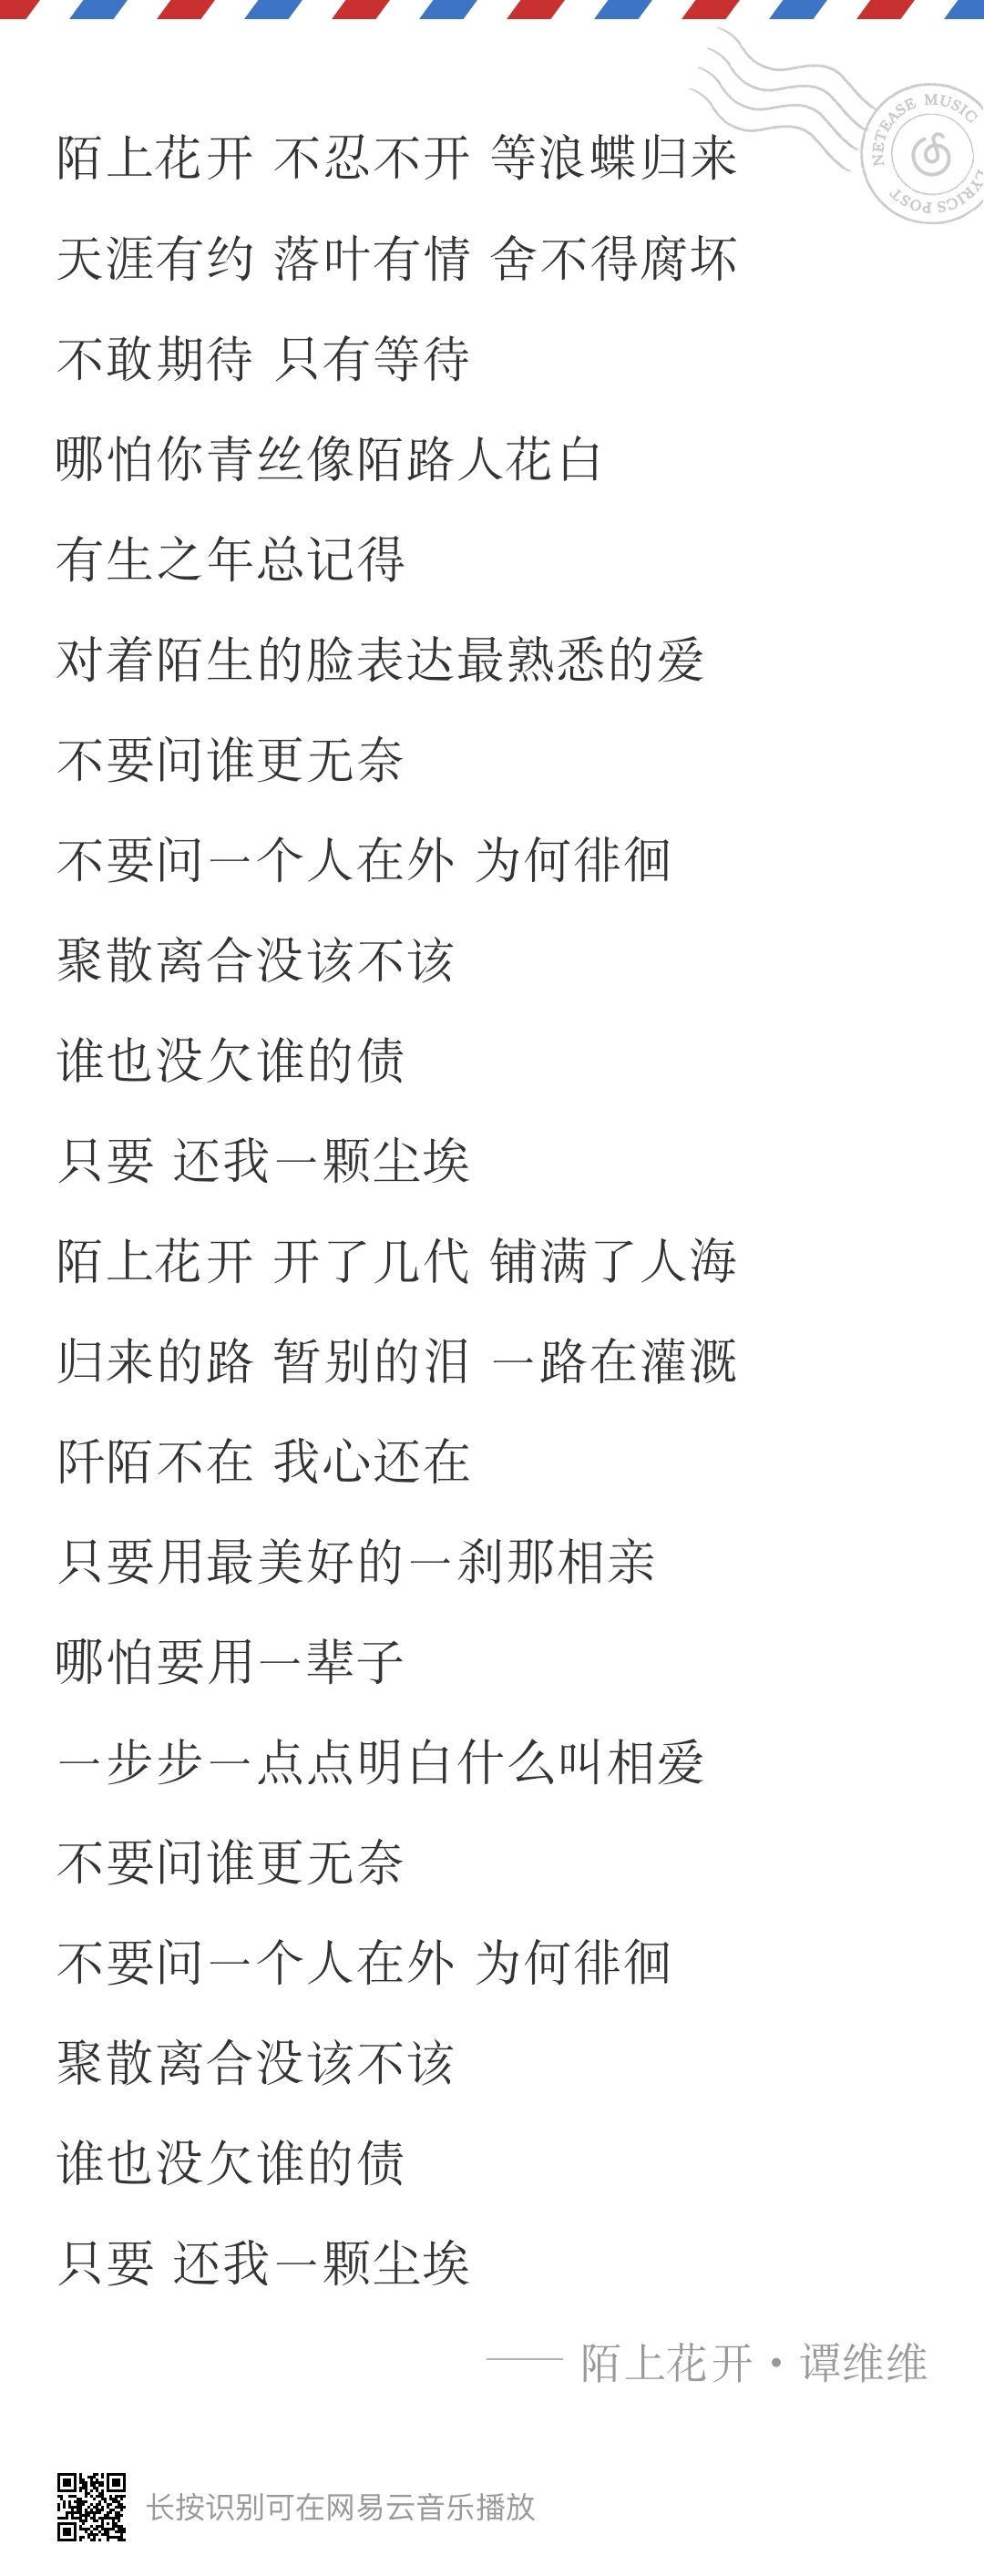 NETEASE MUSIC
LYRICS POST
陌上花开 不忍不开 等浪蝶归来
天涯有约 落叶有情 舍不得腐坏
不敢期待 只有等待
哪怕你青丝像陌路人花白
有生之年总记得
对着陌生的脸表达最熟悉的爱
不要问谁更无奈
不要问一个人在外 为何徘徊
聚散离合没该不该
谁也没欠谁的债
只要 还我一颗尘埃
陌上花开 开了几代 铺满了人海
归来的路 暂别的泪 一路在灌溉
阡陌不在 我心还在
只要用最美好的一刹那相亲
哪怕要用一辈子
一步步一点点明白什么叫相爱
不要问谁更无奈
不要问一个人在外 为何徘徊
聚散离合没该不该
谁也没欠谁的债
只要 还我一颗尘埃
—— 陌上花开·谭维维
长按识别可在网易云音乐播放